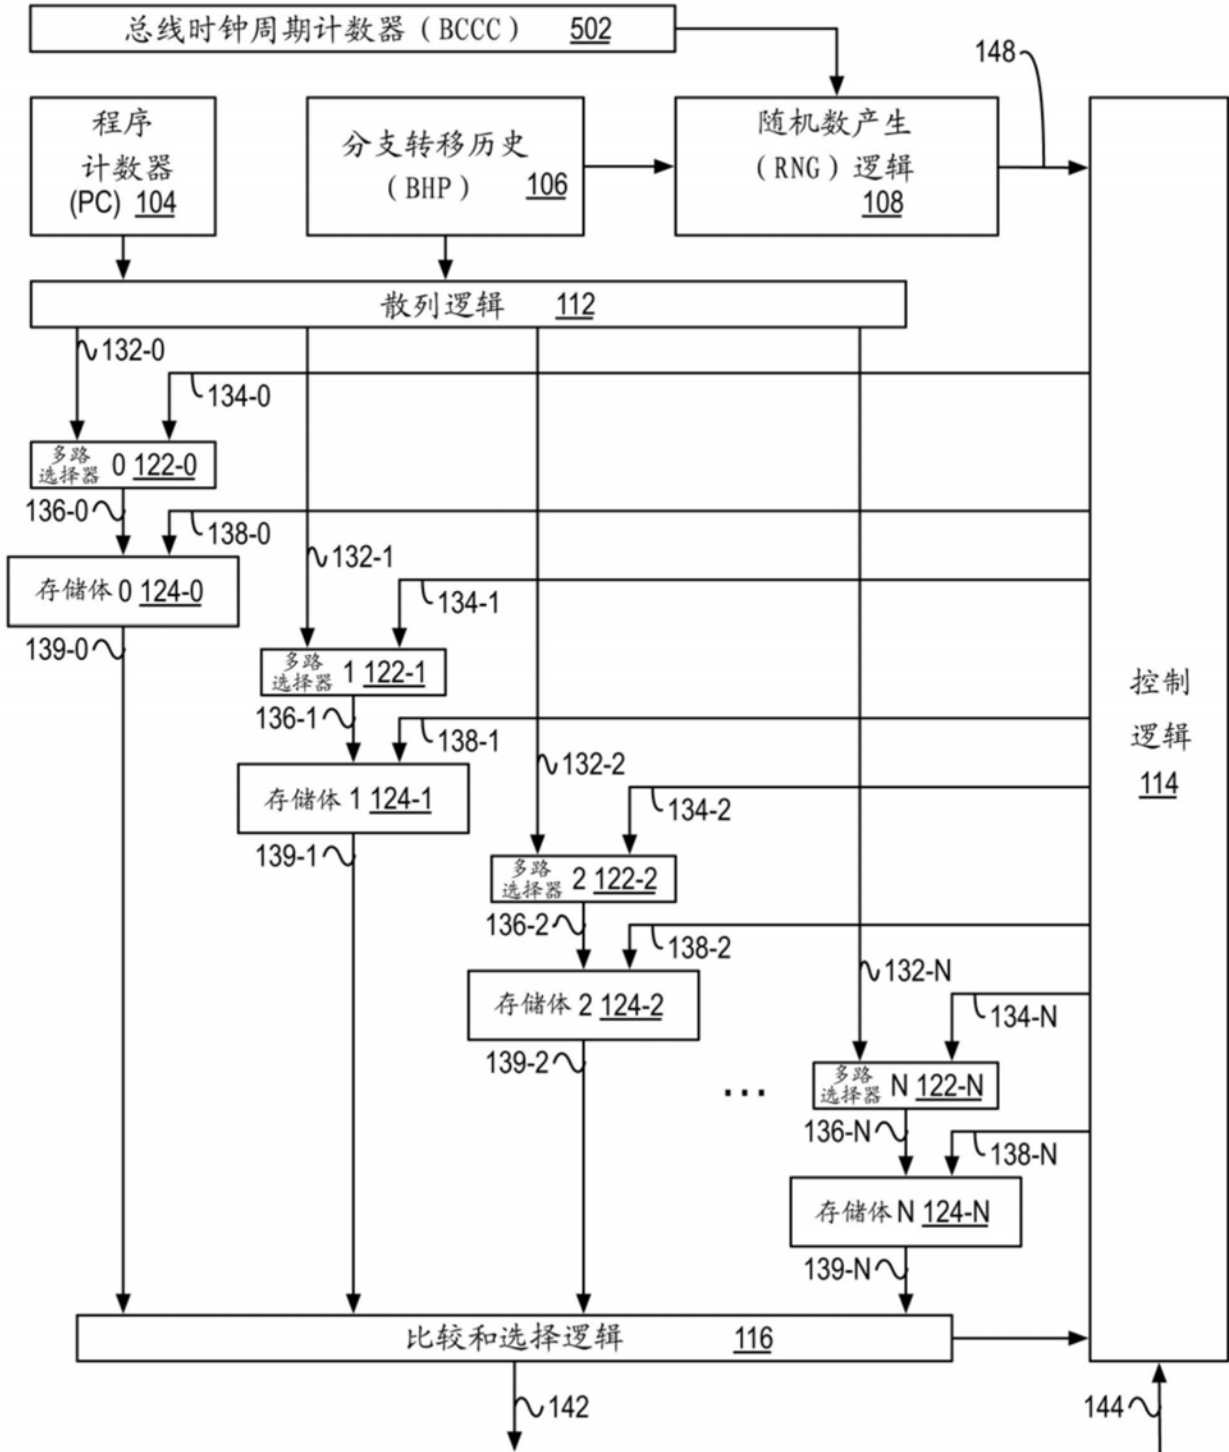 总线时钟周期计数器（BCCC） 502
148
程序
计数器
(PC) 104
分支转移历史
（BHP） 106
随机数产生
（RNG）逻辑
108
散列逻辑 112
132-0
134-0
多路
选择器 0 122-0
136-0
138-0
132-1
存储体 0 124-0
134-1
139-0
多路
选择器 1 122-1
控制
逻辑
114
136-1
138-1
132-2
存储体 1 124-1
134-2
139-1
多路
选择器 2 122-2
136-2
138-2
132-N
存储体 2 124-2
134-N
139-2
...
多路
选择器 N 122-N
136-N
138-N
存储体 N 124-N
139-N
比较和选择逻辑 116
142
144